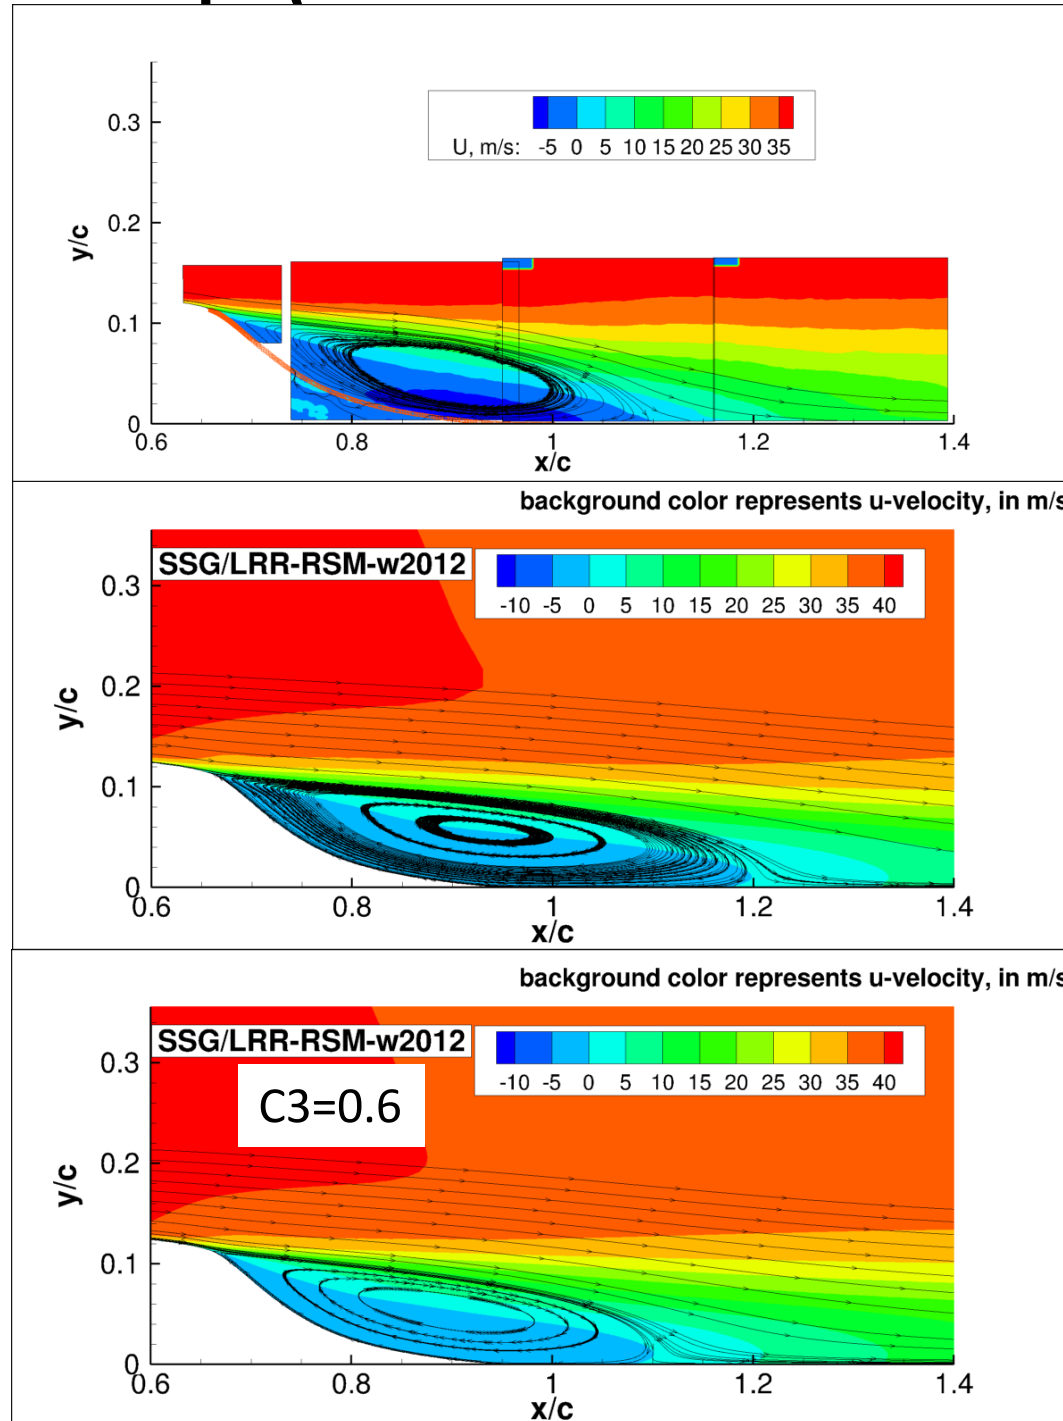 0.3
0.2
0.1
0
0.6 0.8 1 1.2 1.4
y/c
x/c
U, m/s: -5 0 5 10 15 20 25 30 35
background color represents u-velocity, in m/s
SSG/LRR-RSM-w2012
-10 -5 0 5 10 15 20 25 30 35 40
0.3
0.2
0.1
0
0.6 0.8 1 1.2 1.4
y/c
x/c
background color represents u-velocity, in m/s
SSG/LRR-RSM-w2012
-10 -5 0 5 10 15 20 25 30 35 40
C3=0.6
0.3
0.2
0.1
0
0.6 0.8 1 1.2 1.4
y/c
x/c